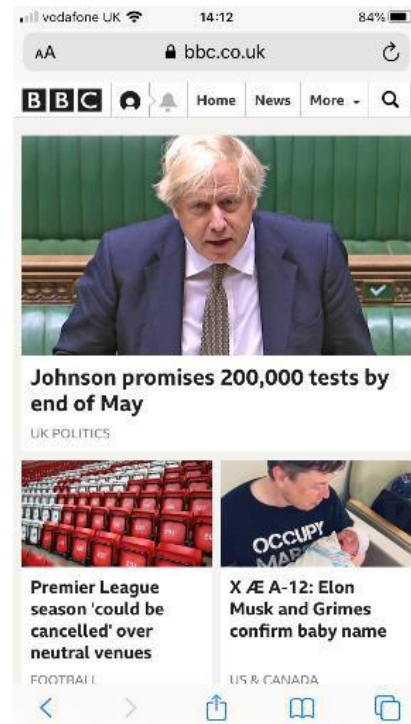 vodafone UK 14:12 84%
AA bbc.co.uk
BBC Home News More
Johnson promises 200,000 tests by
end of May
UK POLITICS
OCCUPY
MARS
Premier League
season 'could be
cancelled' over
neutral venues
FOOTBALL
X Æ A-12: Elon
Musk and Grimes
confirm baby name
US & CANADA